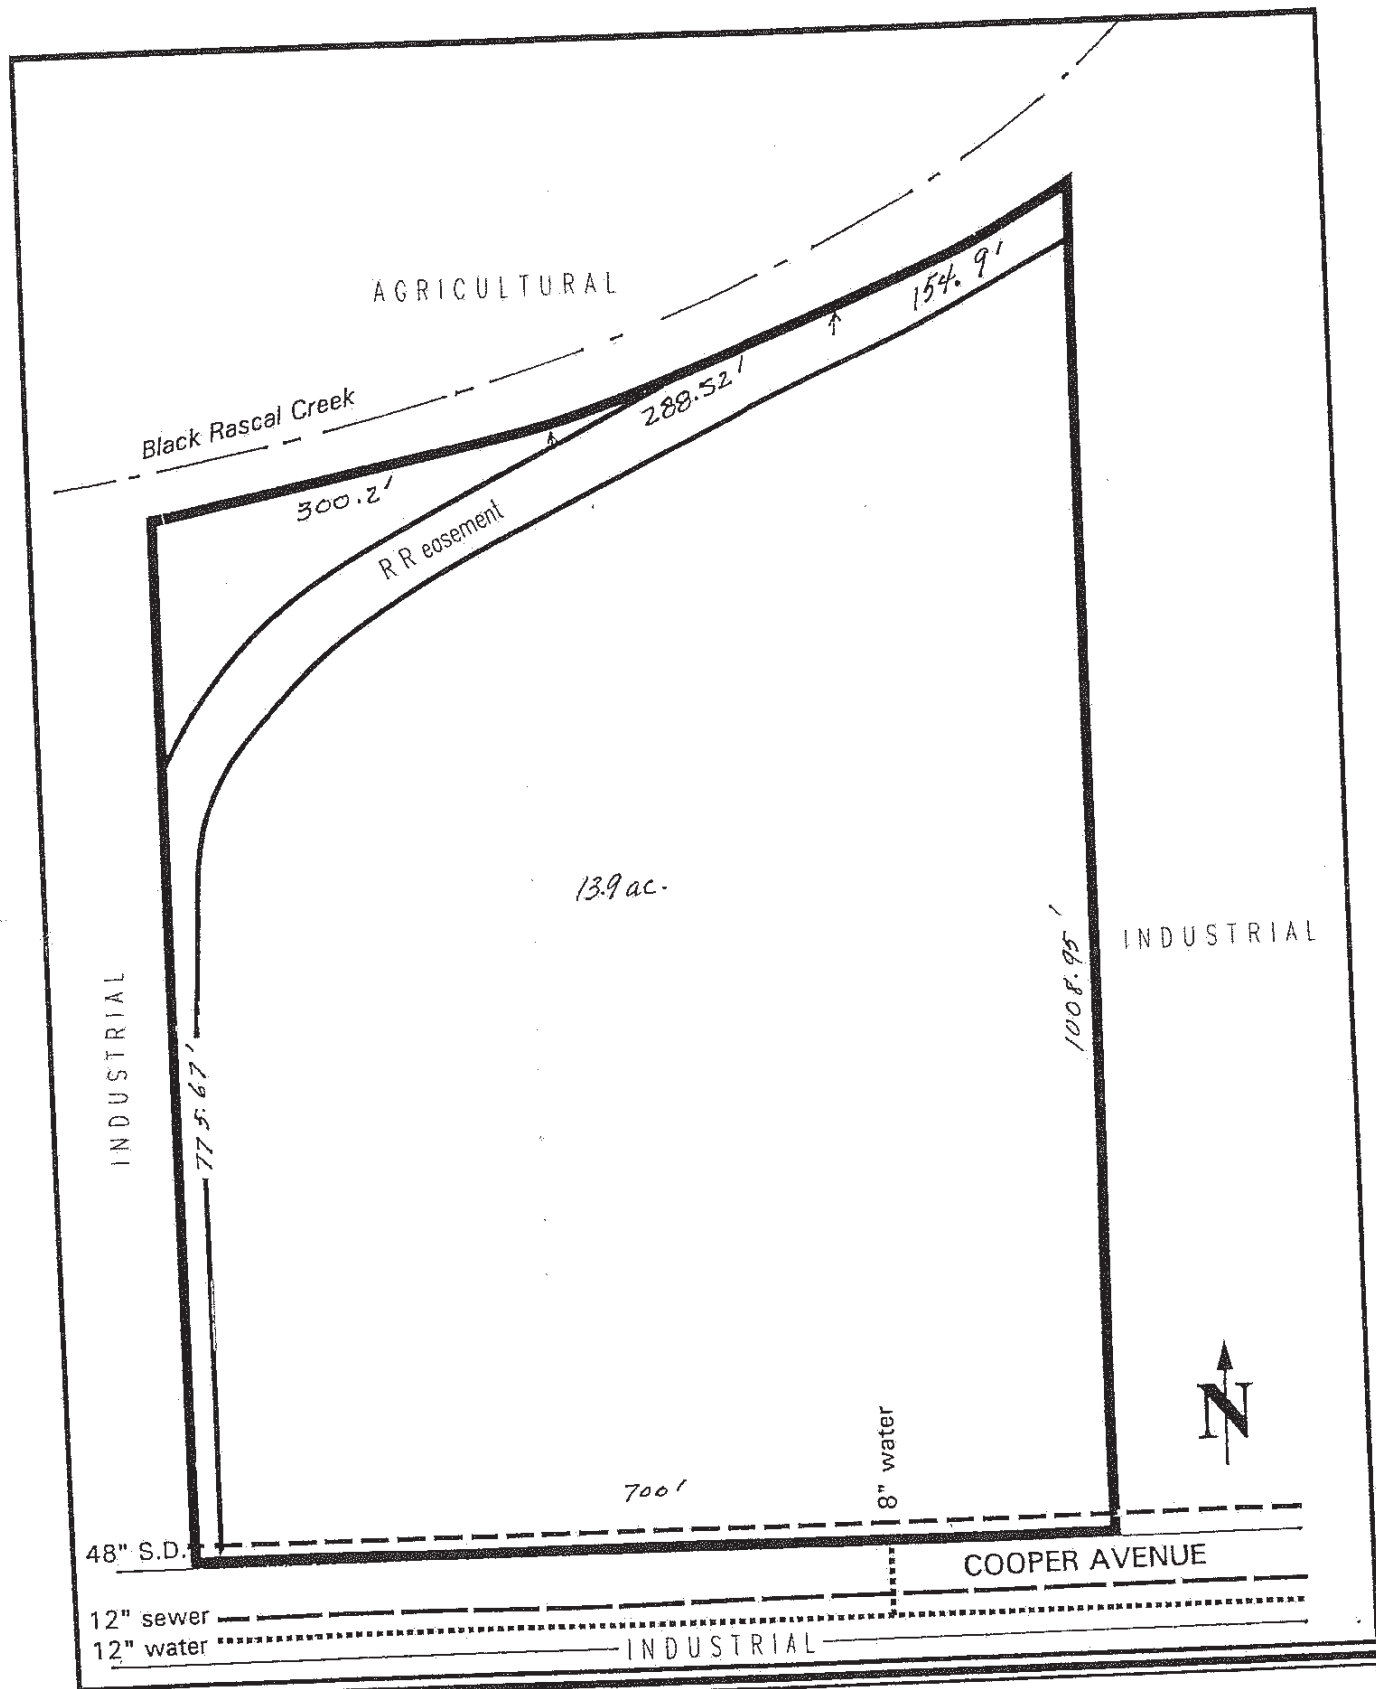 AGRICULTURAL
154.9'
288.52'
Black Rascal Creek
300.2'
RR easement
13.9 ac.
INDUSTRIAL
1008.95'
INDUSTRIAL
775.67'
N
8" water
700'
48" S.D.
COOPER AVENUE
12" sewer
12" water
INDUSTRIAL